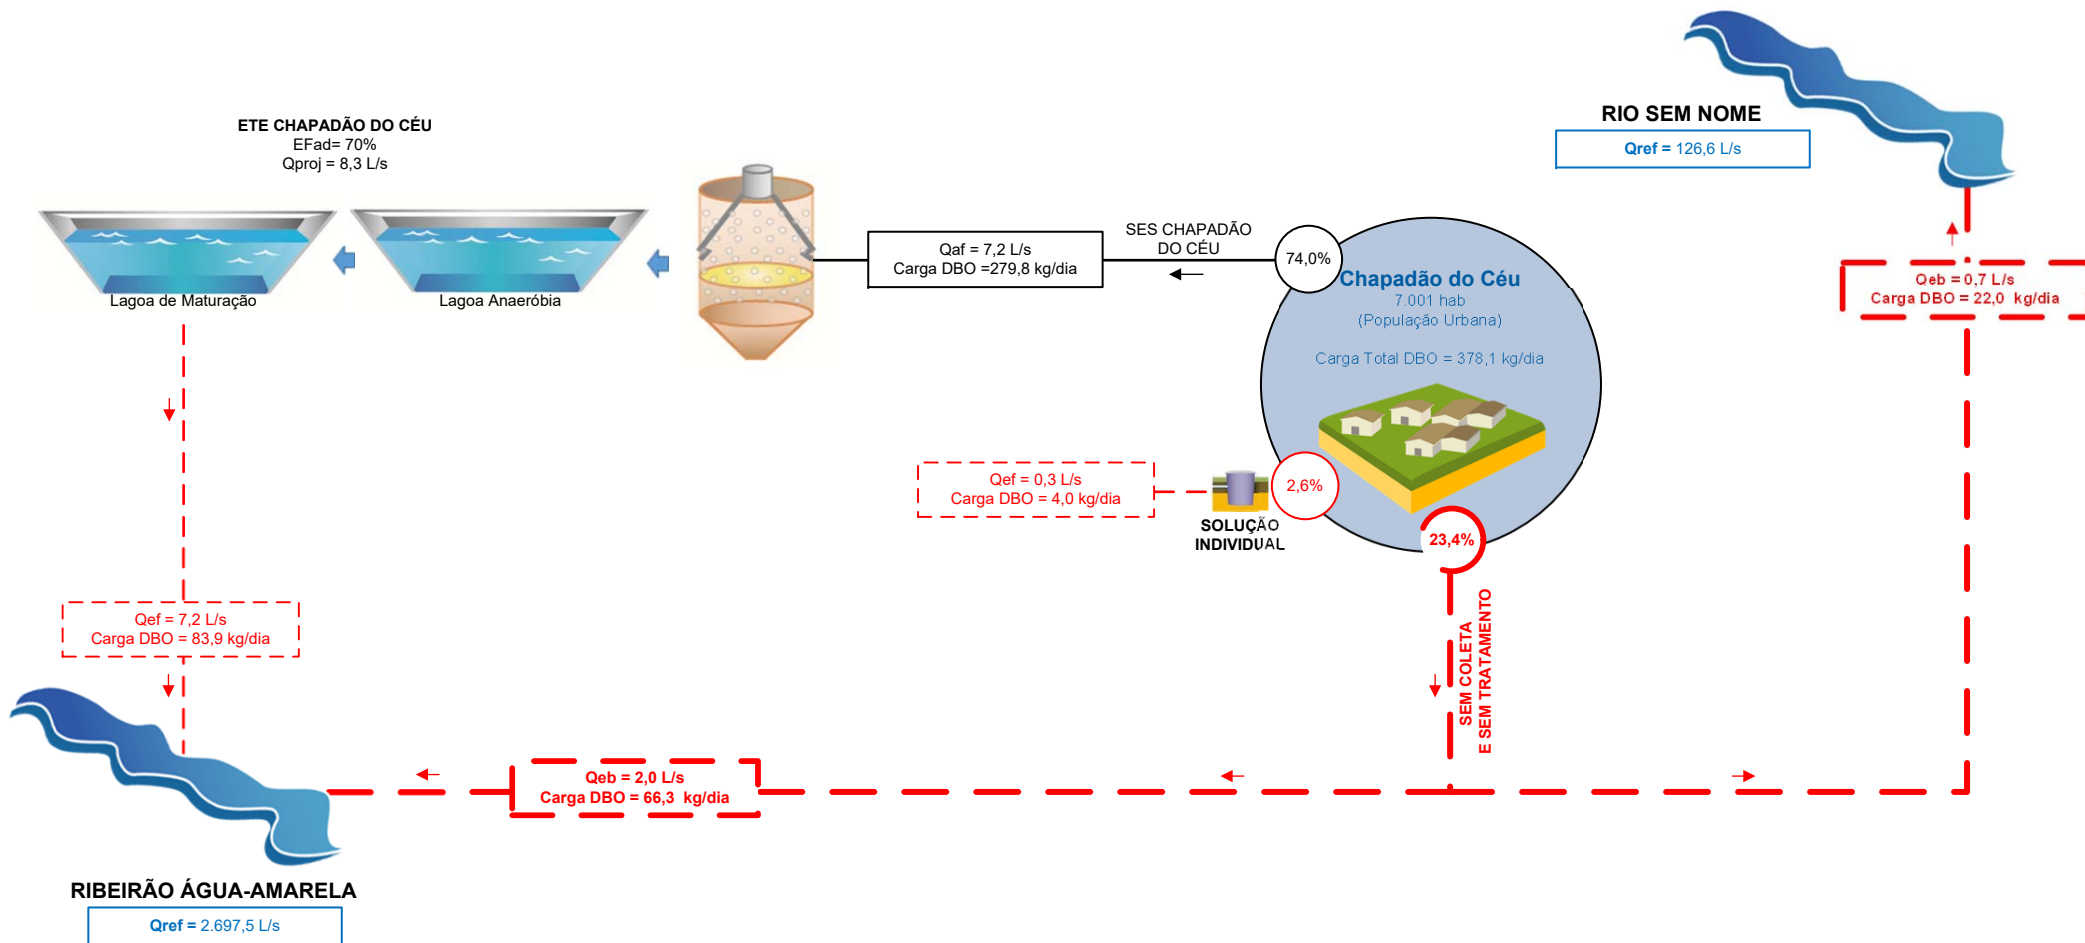 RIO SEM NOME
Qref = 126,6 L/s
ETE CHAPADÃO DO CÉU
EFad= 70%
Qproj = 8,3 L/s
Lagoa de Maturação
Lagoa Anaeróbia
Qaf = 7,2 L/s
Carga DBO =279,8 kg/dia
SES CHAPADÃO
DO CÉU
74,0%
Chapadão do Céu
7.001 hab
(População Urbana)
Carga Total DBO = 378,1 kg/dia
Qeb = 0,7 L/s
Carga DBO = 22,0 kg/dia
Qef = 0,3 L/s
Carga DBO = 4,0 kg/dia
2,6%
SOLUÇÃO
INDIVIDUAL
23,4%
SEM COLETA
E SEM TRATAMENTO
Qef = 7,2 L/s
Carga DBO = 83,9 kg/dia
Qeb = 2,0 L/s
Carga DBO = 66,3 kg/dia
RIBEIRÃO ÁGUA-AMARELA
Qref = 2.697,5 L/s